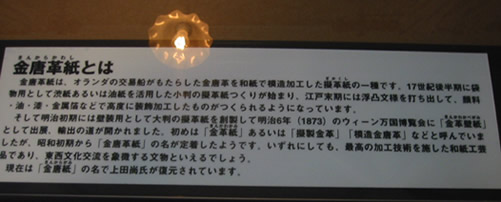 金唐革紙とは
金唐革紙は、オランダの交易船がもたらした金唐革を和紙で模造加工した擬革紙の一種です。17世紀後半期に袋
物用として渋紙あるいは油紙を活用した小判の擬革紙づくりが始まり、江戸末期には浮凸文様を打ち出して、顔料
・油・漆・金属箔などで高度に装飾加工したものがつくられるようになっています。
そして明治初期には壁装用として大判の擬革紙を創製して明治6年(1873)のウィーン万国博覧会に「金革壁紙」
として出展、輸出の道が開かれました。初めは「金革紙」あるいは「擬製金革」「模造金唐革」などと呼んでいま
したが、昭和初期から「金唐革紙」の名が定着したようです。いずれにしても、最高の加工技術を施した和紙工芸
品であり、東西文化交流を象徴する文物といえるでしょう。
現在は「金唐紙」の名で上田尚氏が復元されています。